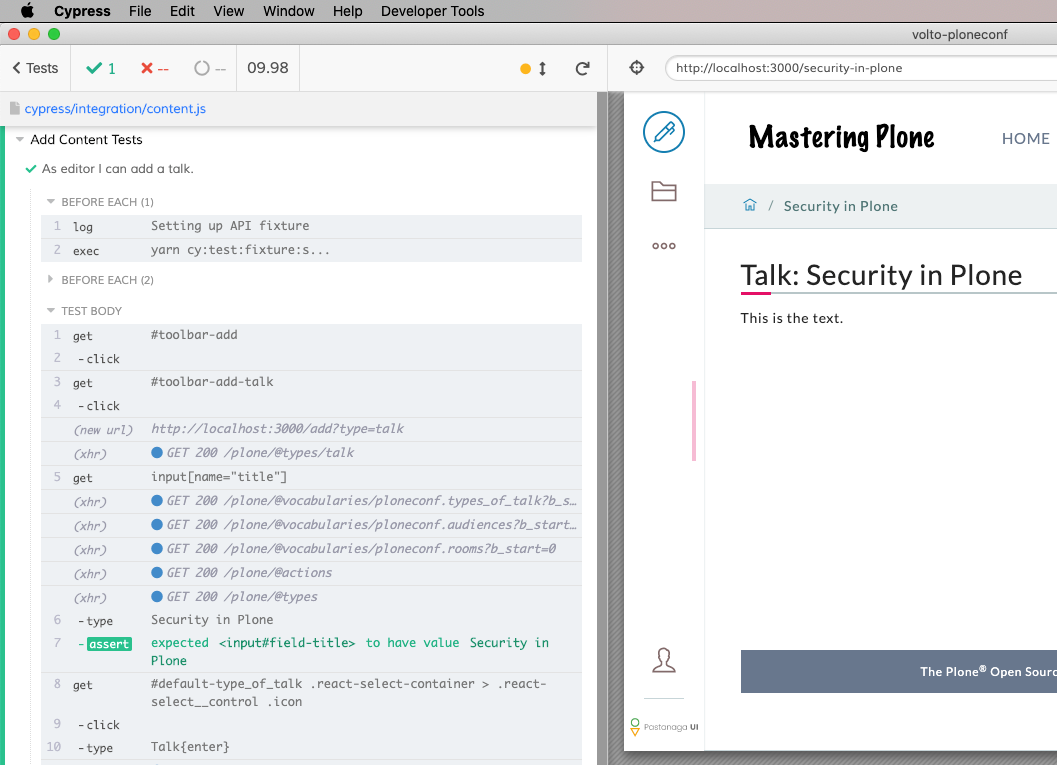 Cypress File Edit View Window Help Developer Tools
volto-ploneconf
Tests 1 -- -- 09.98
http://localhost:3000/security-in-plone
cypress/integration/content.js
Add Content Tests
As editor I can add a talk.
BEFORE EACH (1)
1 log Setting up API fixture
2 exec yarn cy:test:fixture:s...
BEFORE EACH (2)
TEST BODY
1 get #toolbar-add
2 -click
3 get #toolbar-add-talk
4 -click
(new url) http://localhost:3000/add?type=talk
(xhr) GET 200 /plone/@types/talk
5 get input[name="title"]
(xhr) GET 200 /plone/@vocabularies/ploneconf.types_of_talk?b_s…
(xhr) GET 200 /plone/@vocabularies/ploneconf.audiences?b_start…
(xhr) GET 200 /plone/@vocabularies/ploneconf.rooms?b_start=0
(xhr) GET 200 /plone/@actions
(xhr) GET 200 /plone/@types
6 -type Security in Plone
7 -assert expected <input#field-title> to have value Security in
Plone
8 get #default-type_of_talk .react-select-container > .react-
select__control .icon
9 -click
10 -type Talk{enter}
Mastering Plone
HOME
/ Security in Plone
Talk: Security in Plone
This is the text.
The Plone® Open Sourc
Pastanaga UI